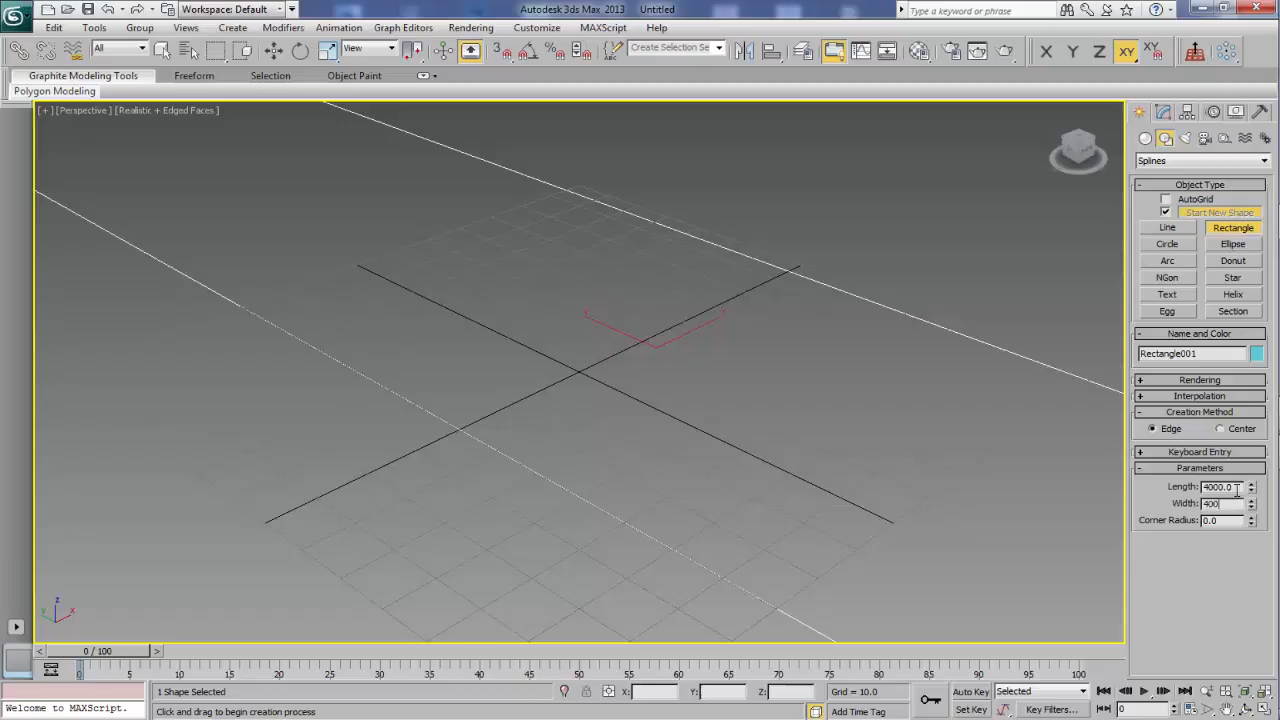 Workspace: Default
Autodesk 3ds Max 2013 Untitled
Type a keyword or phrase
Edit Tools Group Views Create Modifiers Animation Graph Editors Rendering Customize MAXScript Help
All
View
3
Create Selection Se
X Y Z XY
Graphite Modeling Tools Freeform Selection Object Paint
Polygon Modeling
[ + ] [Perspective ] [Realistic + Edged Faces ]
Splines
- Object Type
AutoGrid
Start New Shape
Line Rectangle
Circle Ellipse
Arc Donut
NGon Star
Text Helix
Egg Section
- Name and Color
Rectangle001
+ Rendering
+ Interpolation
- Creation Method
Edge Center
+ Keyboard Entry
- Parameters
Length: 4000.0
Width: 400
Corner Radius: 0.0
z
y x
< 0 / 100 >
0 5 10 15 20 25 30 35 40 45 50 55 60 65 70 75 80 85 90 95 100
1 Shape Selected X: Y: Z: Grid = 10.0 Auto Key Selected
Welcome to MAXScript. Click and drag to begin creation process Add Time Tag Set Key Key Filters... 0